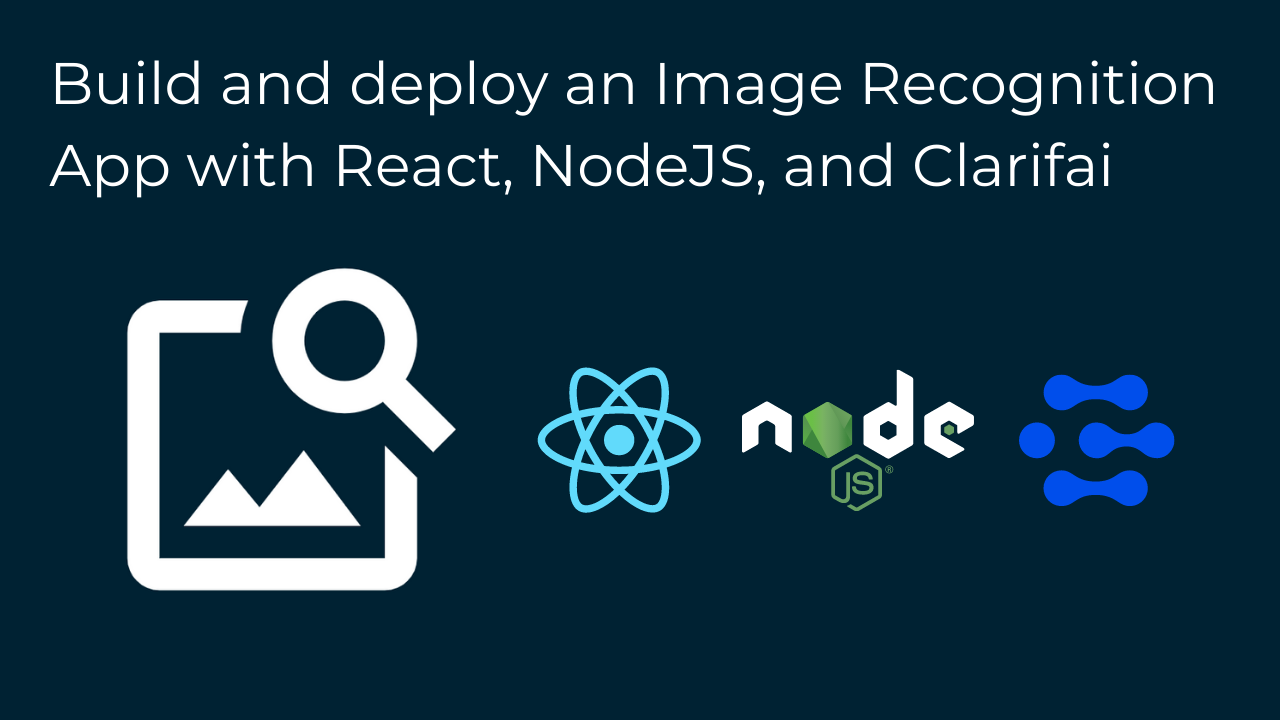 Build and deploy an Image Recognition
App with React, NodeJS, and Clarifai
node
JS ®